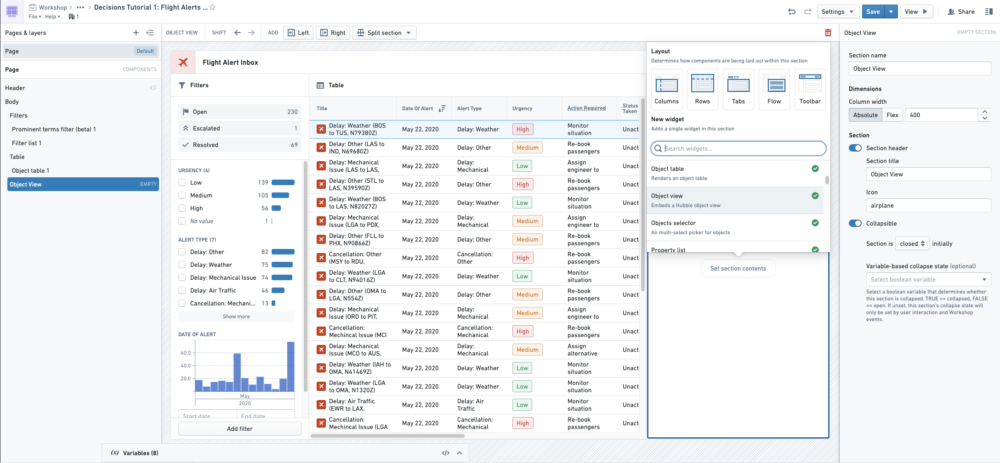 Workshop
Decisions Tutorial 1: Flight Alerts ...
File
Help
1
Settings
Save
View
Share
Pages & layers
Page
Default
Page
COMPONENTS
Header
Body
Filters
Prominent terms filter (beta) 1
Filter list 1
Table
Object table 1
Object View
EMPTY
OBJECT VIEW
SHIFT
ADD
Left
Right
Split section
Flight Alert Inbox
Filters
Open 230
Escalated 1
Resolved 69
URGENCY (4)
Low 139
Medium 105
High 56
No value 1
ALERT TYPE (7)
Delay: Other 82
Delay: Weather 75
Delay: Mechanical Issue 74
Delay: Air Traffic 46
Cancellation: Mechani... 13
Show more
DATE OF ALERT
60.0
40.0
20.0
May
2020
Start date
End date
Add filter
Table
Title
Date Of Alert
Alert Type
Urgency
Action Required
Status
Taken
Delay: Weather (BOS
to TUS, N79380Z)
May 22, 2020
Delay: Weather
High
Monitor
situation
Unact
Delay: Other (LAS to
IND, N69680Z)
May 22, 2020
Delay: Other
Medium
Re-book
passengers
Unact
Delay: Mechanical
Issue (LAS to LAS,
May 22, 2020
Delay:
Mechanical
Low
Assign
engineer to
Unact
Delay: Other (STL to
LAS, N39590Z)
May 22, 2020
Delay: Other
High
Re-book
passengers
Unact
Delay: Weather (BOS
to LAS, N82027Z)
May 22, 2020
Delay: Weather
Low
Monitor
situation
Unact
Delay: Mechanical
Issue (LGA to PDX,
May 22, 2020
Delay:
Mechanical
Medium
Assign
engineer to
Unact
Delay: Other (FLL to
PHX, N90866Z)
May 22, 2020
Delay: Other
Medium
Re-book
passengers
Unact
Cancellation: Other
(MSY to RDU,
May 22, 2020
Cancellation:
Other
High
Re-book
passengers
Unact
Delay: Weather (LGA
to CLT, N94016Z)
May 22, 2020
Delay: Weather
Low
Monitor
situation
Unact
Delay: Other (OMA to
LGA, N554Z)
May 22, 2020
Delay: Other
Medium
Re-book
passengers
Unact
Delay: Mechanical
Issue (ORD to PIT,
May 22, 2020
Delay:
Mechanical
Medium
Assign
engineer to
Unact
Cancellation:
Mechincal Issue (MCI
May 22, 2020
Cancellation:
Mechanical
High
Re-book
passengers
Unact
Delay: Mechanical
Issue (MCO to AUS,
May 22, 2020
Delay:
Mechanical
Medium
Assign
alternative
Unact
Delay: Weather (IAH to
OMA, N41469Z)
May 22, 2020
Delay: Weather
Low
Monitor
situation
Unact
Delay: Weather (LGA
to OMA, N1320Z)
May 22, 2020
Delay: Weather
Low
Monitor
situation
Unact
Delay: Air Traffic
(EWR to LAX,
May 22, 2020
Delay: Air
Traffic
Low
Monitor
situation
Unact
Cancellation:
Mechincal Issue (LGA
May 22, 2020
Cancellation:
Mechanical
High
Re-book
passengers
Unact
(x) Variables (8)
</>
Layout
Determines how components are being laid out within this section
Columns
Rows
Tabs
Flow
Toolbar
New widget
Adds a single widget in this section
Search widgets...
Object table
Renders an object table
Object view
Embeds a Hubble object view
Objects selector
An multi-select picker for objects
Property list
Set section contents
Object View
EMPTY SECTION
Section name
Object View
Dimensions
Column width
Absolute
Flex
400
Section
Section header
Section title
Object View
Icon
airplane
Collapsible
Section is closed initially
Variable-based collapse state (optional)
Select boolean variable
Select a boolean variable that determines whether
this section is collapsed. TRUE == collapsed, FALSE
== open. If unset, this section's collapse state will
only be set by user interaction and Workshop
events.